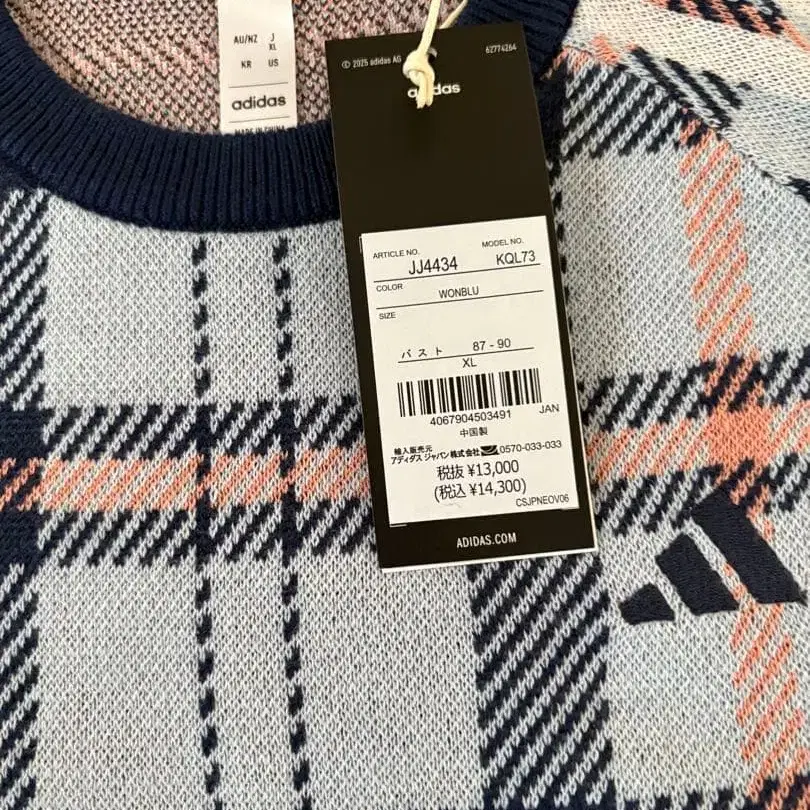 AU/NZ J
XL
KR US
adidas
MADE IN CHINA
© 2025 adidas AG
62774264
adidas
ARTICLE NO.
MODEL NO.
JJ4434
KQL73
COLOR
WONBLU
SIZE
バスト 87 - 90
XL
4067904503491
JAN
中国製
輸入販売元
アディダス ジャパン株式会社 0570-033-033
税抜 ¥13,000
(税込 ¥14,300)
CSJPNEOV06
ADIDAS.COM